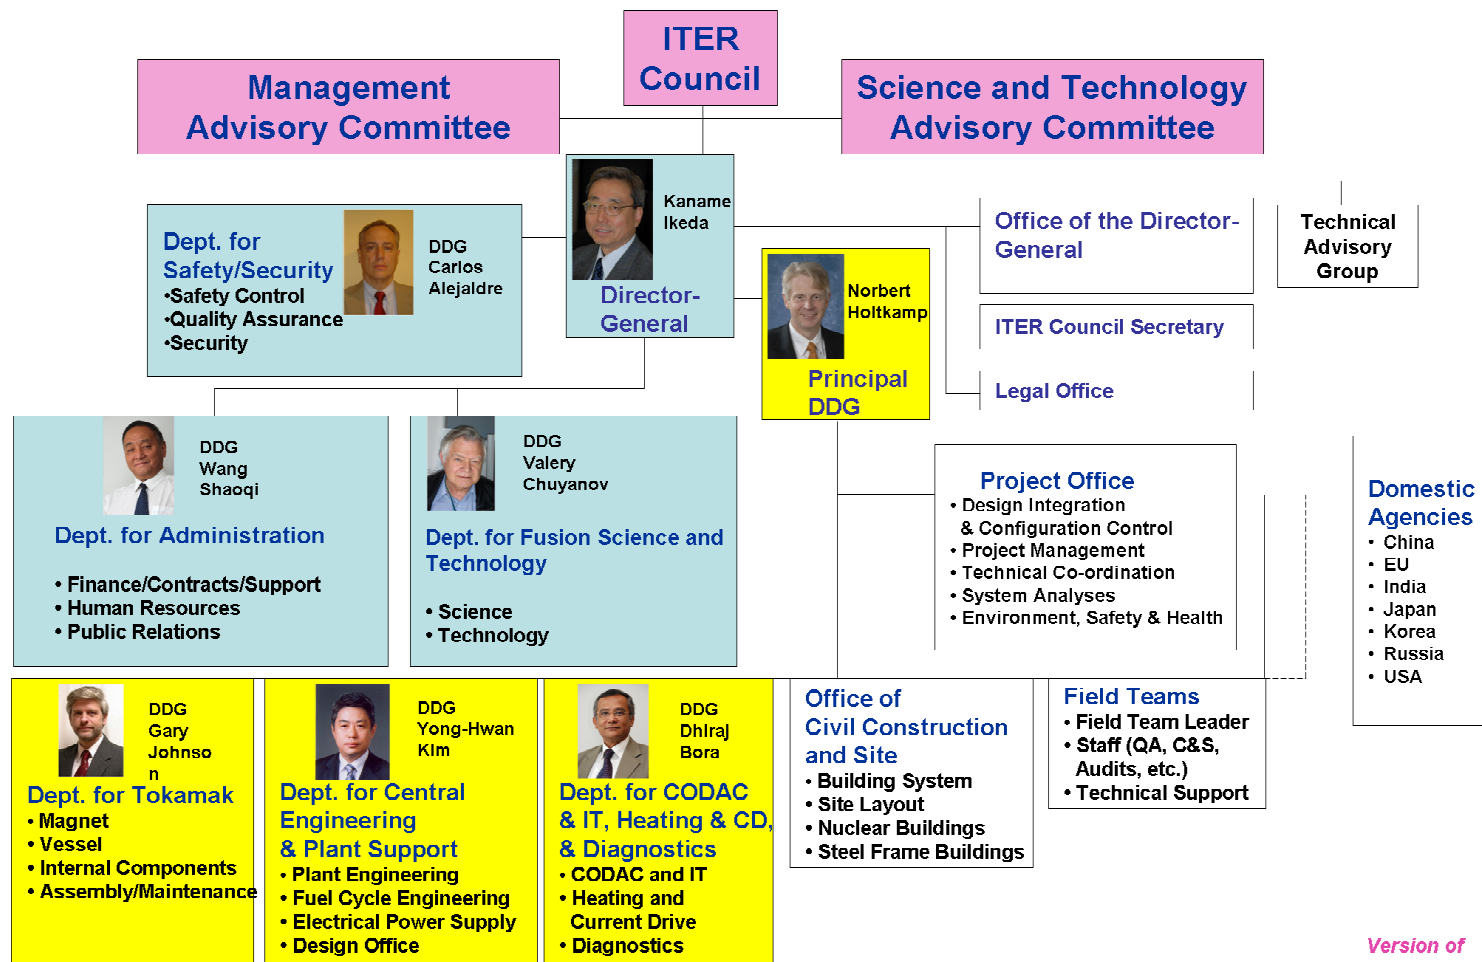 ITER
Council
Management
Advisory Committee
Science and Technology
Advisory Committee
Kaname
Ikeda
Director-
General
Dept. for
Safety/Security
•Safety Control
•Quality Assurance
•Security
DDG
Carlos
Alejaldre
Norbert
Holtkamp
Principal
DDG
Office of the Director-
General
ITER Council Secretary
Legal Office
Technical
Advisory
Group
DDG
Wang
Shaoqi
Dept. for Administration
• Finance/Contracts/Support
• Human Resources
• Public Relations
DDG
Valery
Chuyanov
Dept. for Fusion Science and
Technology
• Science
• Technology
Project Office
• Design Integration
& Configuration Control
• Project Management
• Technical Co-ordination
• System Analyses
• Environment, Safety & Health
Domestic
Agencies
• China
• EU
• India
• Japan
• Korea
• Russia
• USA
DDG
Gary
Johnso
n
Dept. for Tokamak
• Magnet
• Vessel
• Internal Components
• Assembly/Maintenance
DDG
Yong-Hwan
Kim
Dept. for Central
Engineering
& Plant Support
• Plant Engineering
• Fuel Cycle Engineering
• Electrical Power Supply
• Design Office
DDG
Dhiraj
Bora
Dept. for CODAC
& IT, Heating & CD,
& Diagnostics
• CODAC and IT
• Heating and
Current Drive
• Diagnostics
Office of
Civil Construction
and Site
• Building System
• Site Layout
• Nuclear Buildings
• Steel Frame Buildings
Field Teams
• Field Team Leader
• Staff (QA, C&S,
Audits, etc.)
• Technical Support
Version of